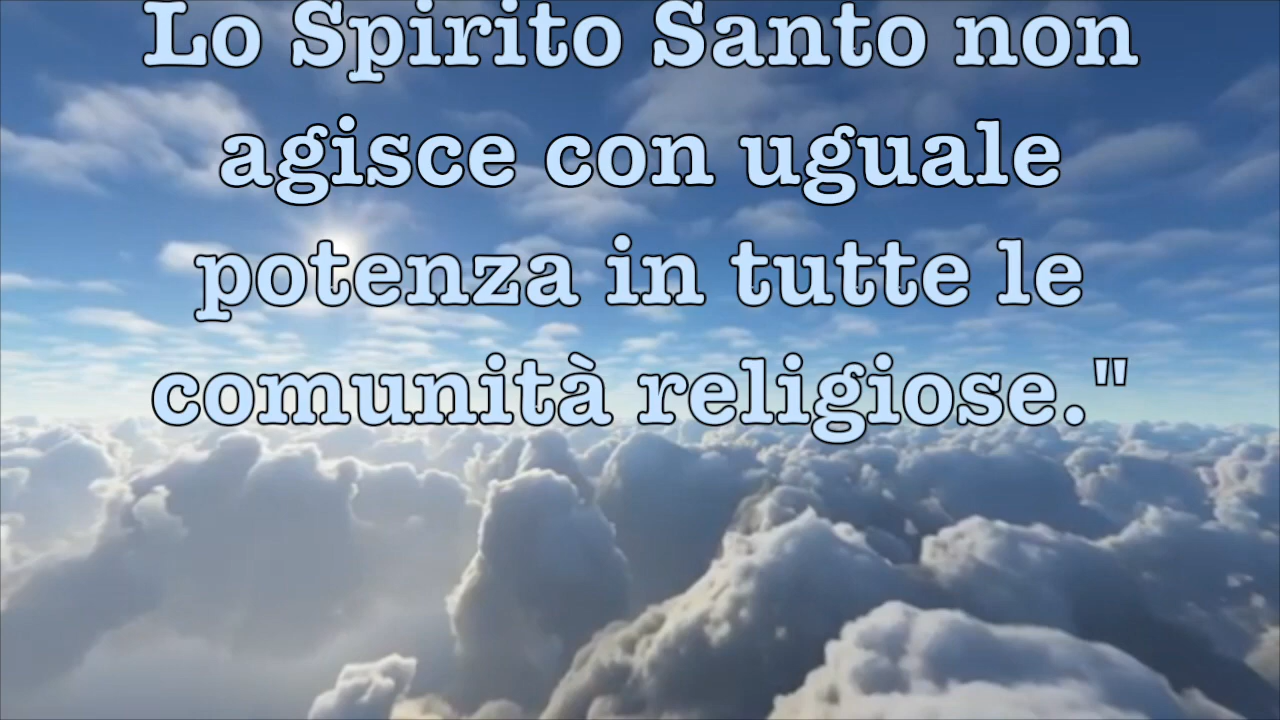 Lo Spirito Santo non
agisce con uguale
potenza in tutte le
comunità religiose."